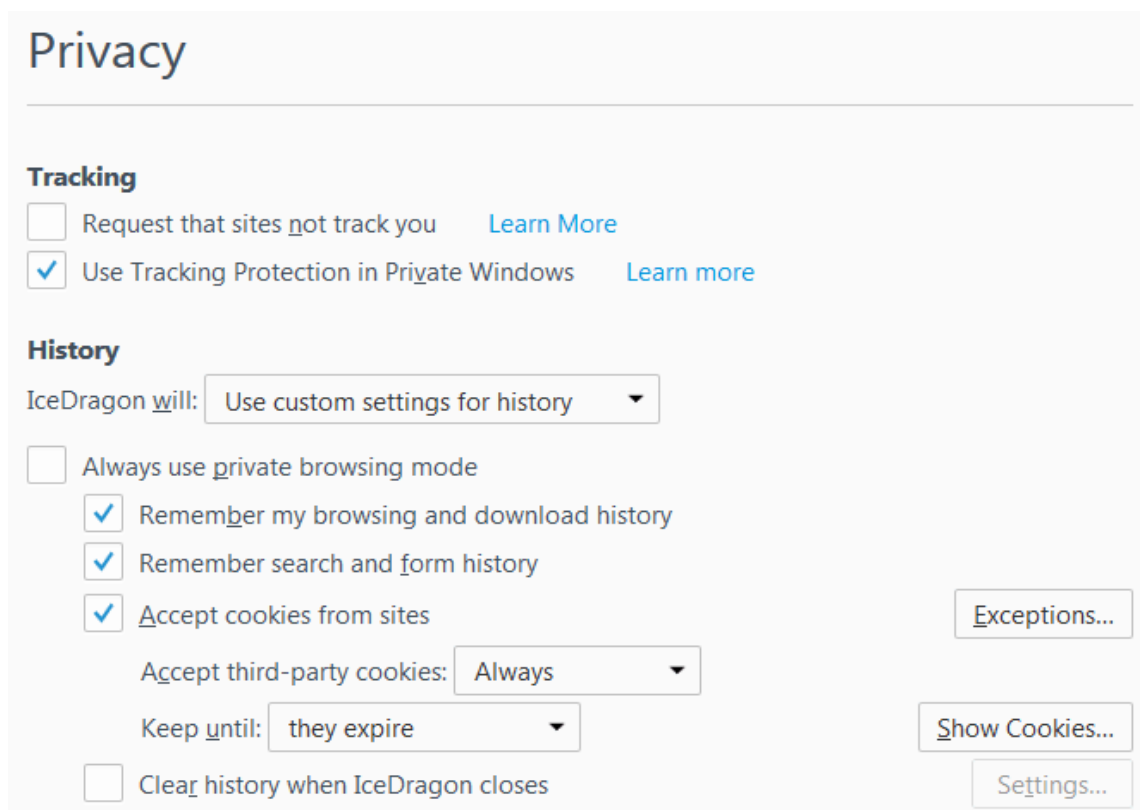 Privacy
Tracking
Request that sites not track you Learn More
Use Tracking Protection in Private Windows Learn more
History
IceDragon will: Use custom settings for history
Always use private browsing mode
Remember my browsing and download history
Remember search and form history
Accept cookies from sites Exceptions...
Accept third-party cookies: Always
Keep until: they expire Show Cookies...
Clear history when IceDragon closes Settings...